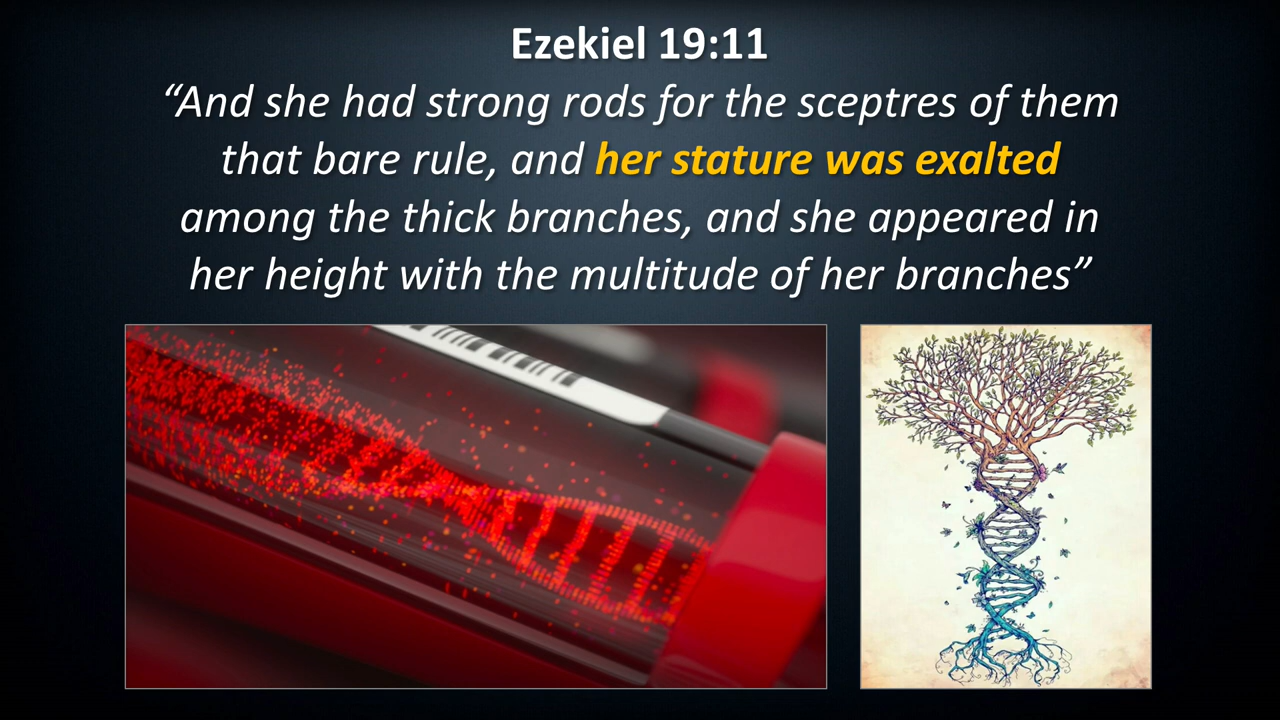 Ezekiel 19:11
“And she had strong rods for the sceptres of them
that bare rule, and her stature was exalted
among the thick branches, and she appeared in
her height with the multitude of her branches”